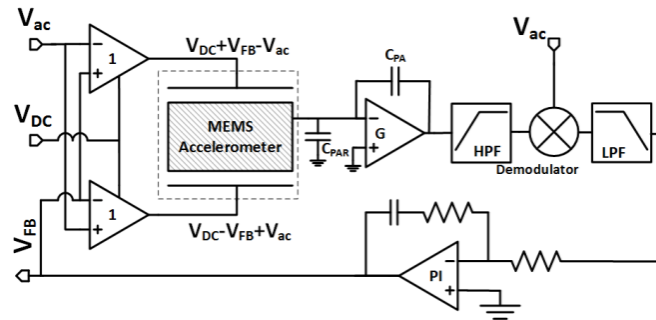 Vac
VDC+VFB-Vac
1
VDC
MEMS
Accelerometer
CPAR
CPA
G
HPF
Vac
Demodulator
LPF
1
VFB
VDC-VFB+Vac
PI